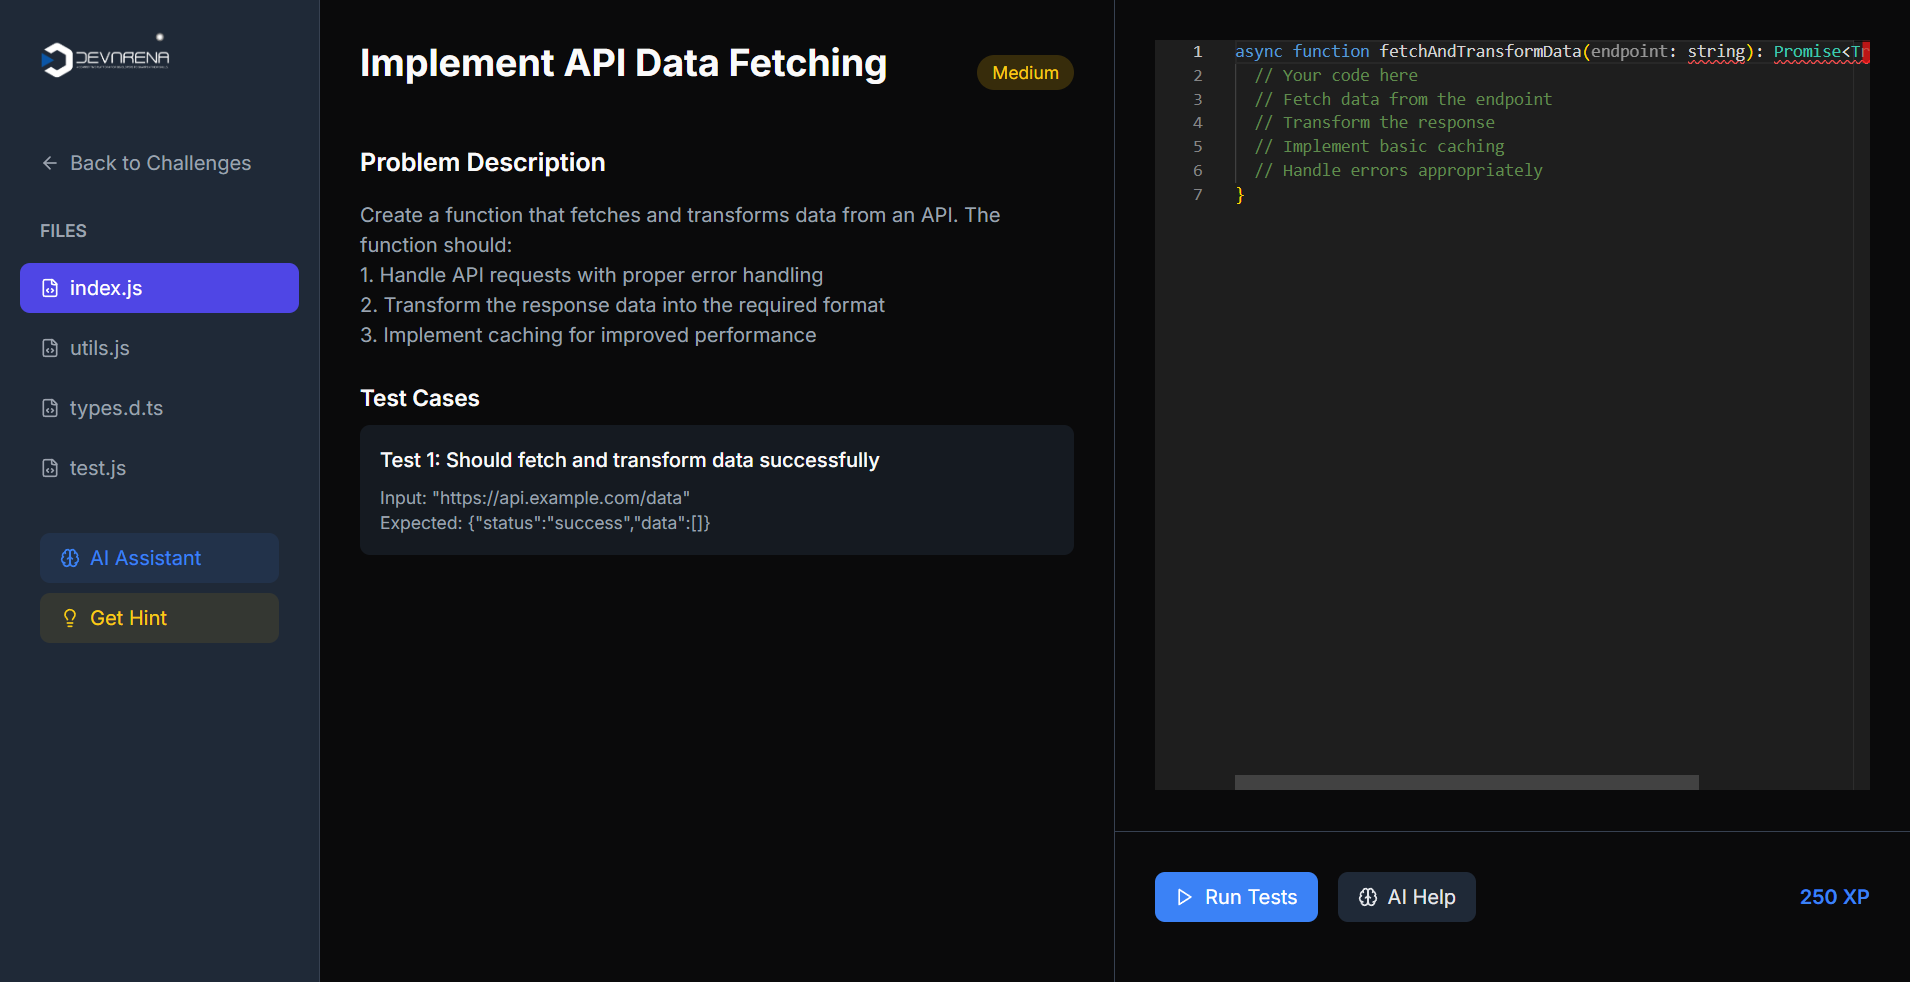 DEVNARENA
Back to Challenges
FILES
index.js
utils.js
types.d.ts
test.js
AI Assistant
Get Hint
Implement API Data Fetching
Medium
Problem Description
Create a function that fetches and transforms data from an API. The
function should:
1. Handle API requests with proper error handling
2. Transform the response data into the required format
3. Implement caching for improved performance
Test Cases
Test 1: Should fetch and transform data successfully
Input: "https://api.example.com/data"
Expected: {"status":"success","data":[]}
1 async function fetchAndTransformData(endpoint: string): Promise<Tr
2 // Your code here
3 // Fetch data from the endpoint
4 // Transform the response
5 // Implement basic caching
6 // Handle errors appropriately
7 }
Run Tests
AI Help
250 XP